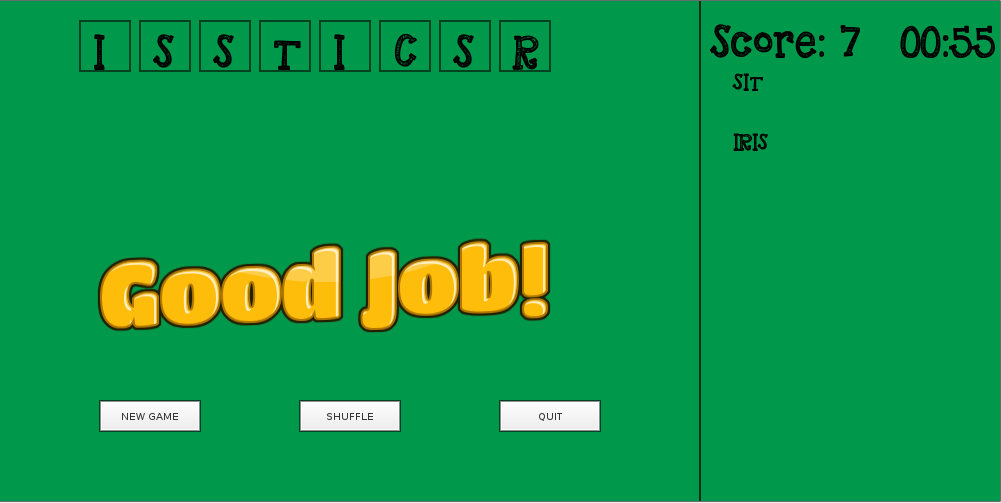 I S S T I C S R
Score: 7 00:55
SIT
IRIS
Good job!
NEW GAME SHUFFLE QUIT